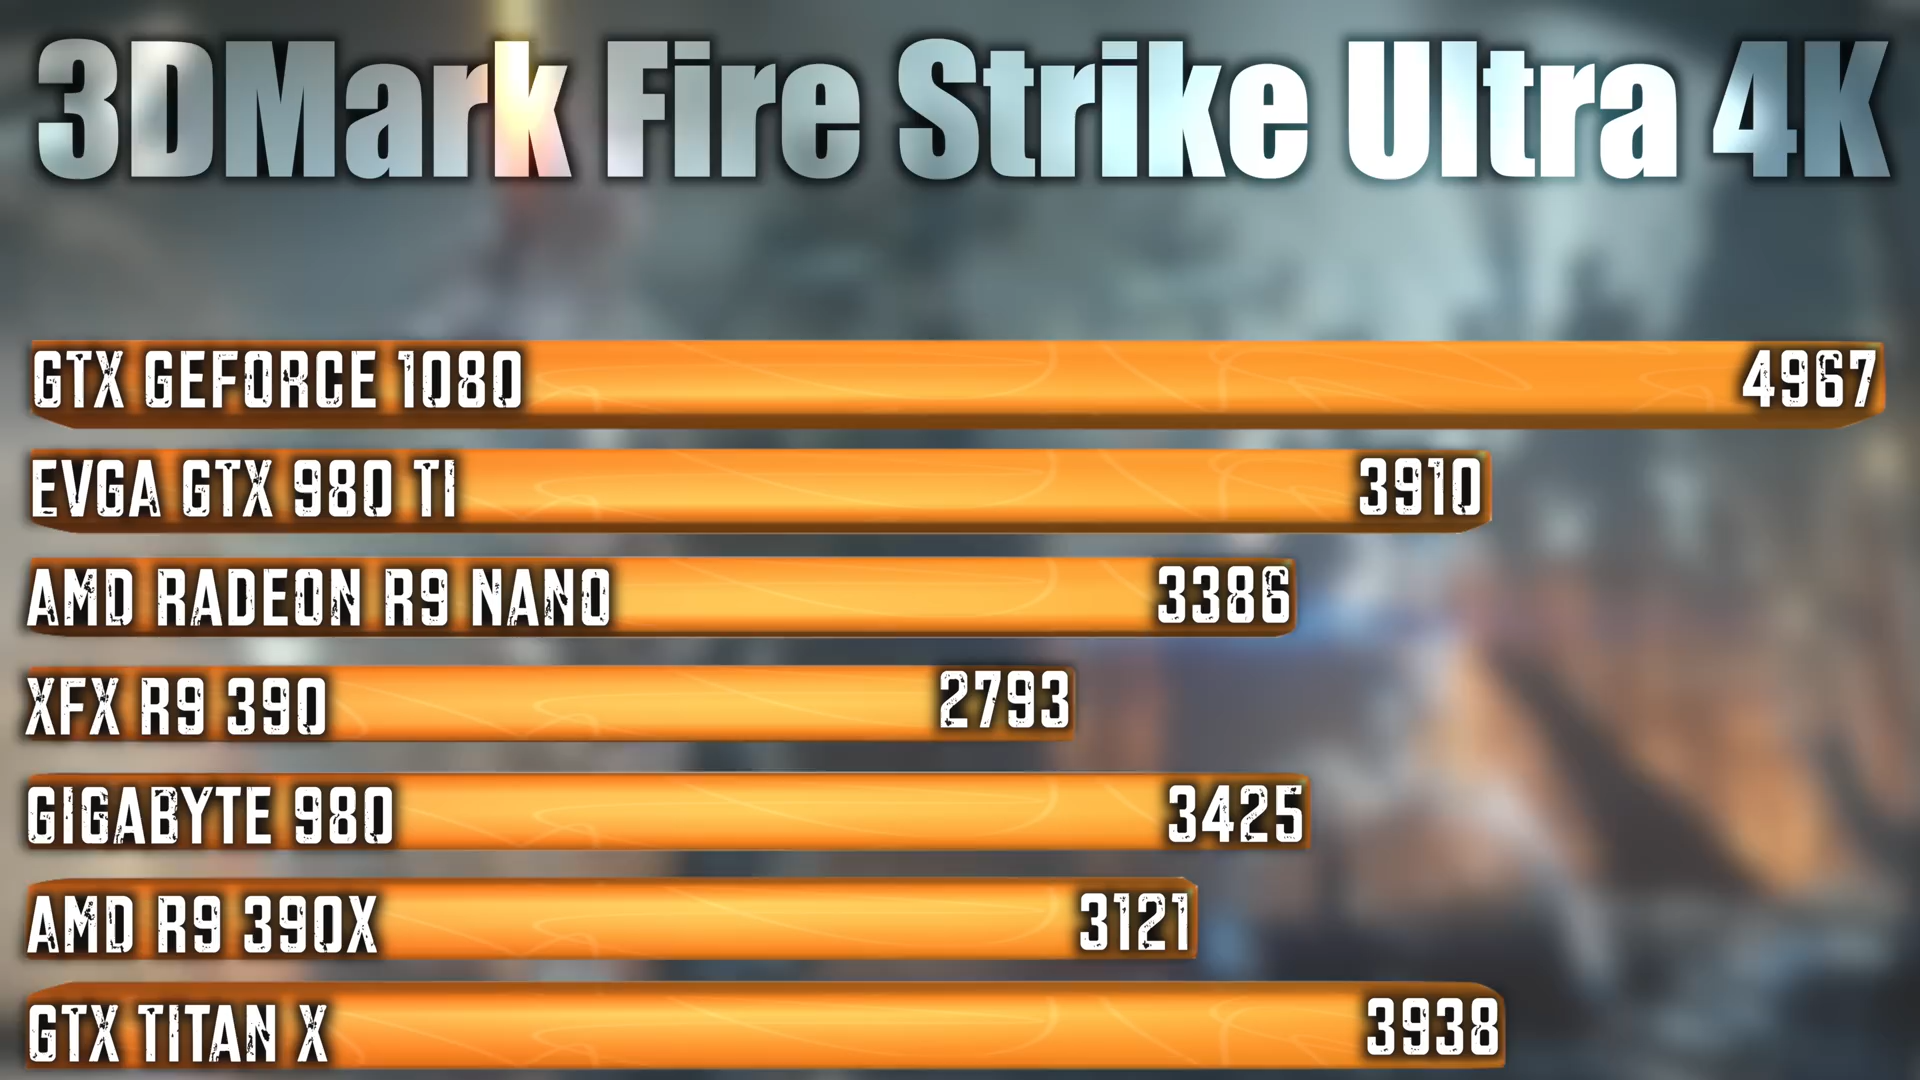 3DMark Fire Strike Ultra 4K
GTX GEFORCE 1080 4967
EVGA GTX 980 TI 3910
AMD RADEON R9 NANO 3386
XFX R9 390 2793
GIGABYTE 980 3425
AMD R9 390X 3121
GTX TITAN X 3938